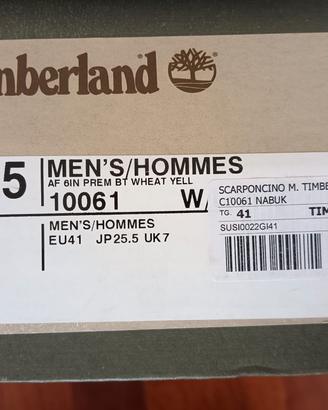 mberland
5
MEN'S/HOMMES
AF 6IN PREM BT WHEAT YELL
10061 W/
MEN'S/HOMMES
EU41 JP25.5 UK7
SCARPONCINO M. TIMBE
C10061 NABUK
TG. 41 TIM
SUSI0022GI41